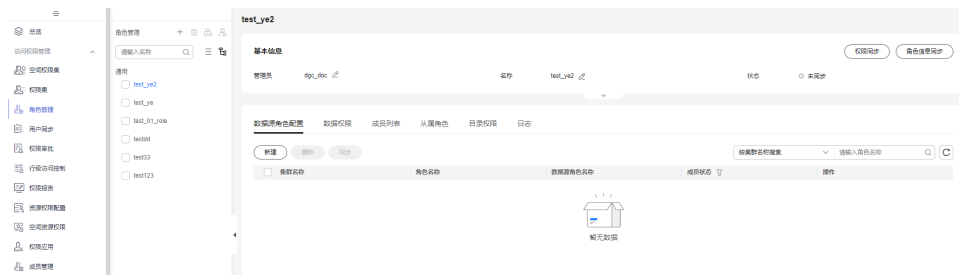 总览
访问权限管理
空间权限集
权限集
角色管理
用户同步
权限审批
行级访问控制
权限报告
资源权限配置
空间资源权限
权限应用
成员管理
角色管理
请输入名称
通用
test_ye2
test_ye
test_01_role
testdd
test33
test123
test_ye2
基本信息
权限同步
角色信息同步
管理员 dgc_doc
名称 test_ye2
状态 未同步
数据源角色配置 数据权限 成员列表 从属角色 目录权限 日志
新建 删除 同步
按集群名称搜索 请输入角色名称
集群名称 角色名称 数据源角色名称 成员状态 操作
暂无数据